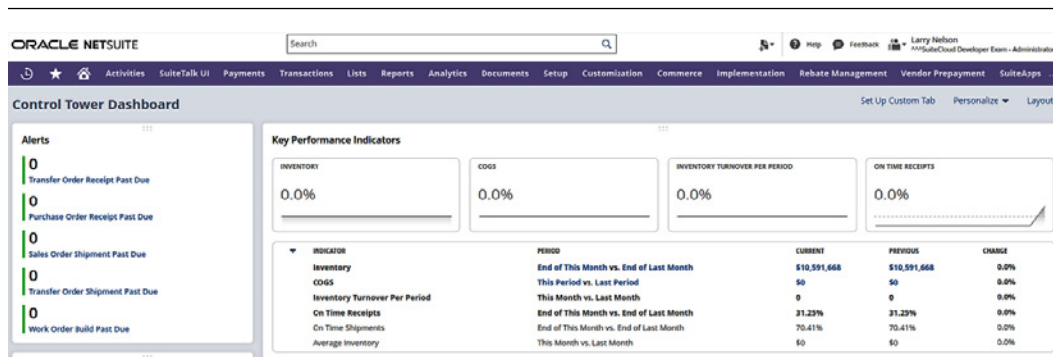 ORACLE NETSUITE
Search
Help Feedback Larry Nelson
SuiteCloud Developer Exam - Administrator
Activities SuiteTalk UI Payments Transactions Lists Reports Analytics Documents Setup Customization Commerce Implementation Rebate Management Vendor Prepayment SuiteApps
Control Tower Dashboard
Set Up Custom Tab Personalize Layout
Alerts
0
Transfer Order Receipt Past Due
0
Purchase Order Receipt Past Due
0
Sales Order Shipment Past Due
0
Transfer Order Shipment Past Due
0
Work Order Build Past Due
Key Performance Indicators
INVENTORY
0.0%
COGS
0.0%
INVENTORY TURNOVER PER PERIOD
0.0%
ON TIME RECEIPTS
0.0%
INDICATOR PERIOD CURRENT PREVIOUS CHANGE
Inventory End of This Month vs. End of Last Month $10,591,668 $10,591,668 0.0%
COGS This Period vs. Last Period $0 $0 0.0%
Inventory Turnover Per Period This Month vs. Last Month 0 0 0.0%
On Time Receipts End of This Month vs. End of Last Month 31.25% 31.25% 0.0%
On Time Shipments End of This Month vs. End of Last Month 70.41% 70.41% 0.0%
Average Inventory This Month vs. Last Month $0 $0 0.0%